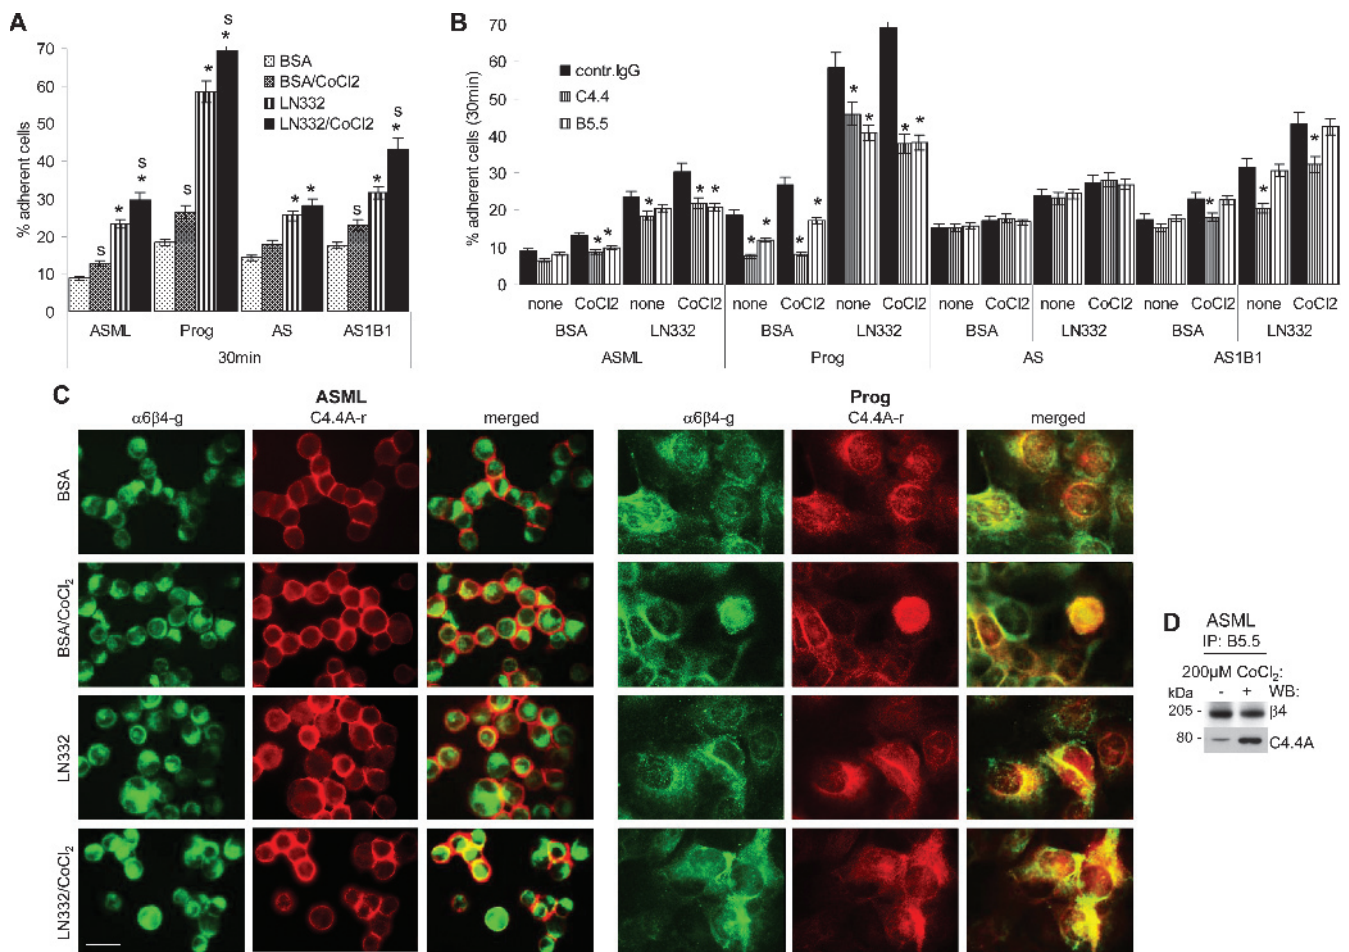 A
% adherent cells
70
60
50
40
30
20
10
0
BSA
BSA/CoCl2
LN332
LN332/CoCl2
S
*
S
*
S
*
S
*
*
*
S
*
S
*
ASML Prog AS AS1B1
30min
B
% adherent cells (30min)
70
60
50
40
30
20
10
0
contr.IgG
C4.4
B5.5
* * * * * * * * * * * * * * * *
none CoCl2 none CoCl2 none CoCl2 none CoCl2 none CoCl2 none CoCl2 none CoCl2 none CoCl2
BSA LN332 BSA LN332 BSA LN332 BSA LN332
ASML Prog AS AS1B1
C
ASML Prog
α6β4-g C4.4A-r merged α6β4-g C4.4A-r merged
BSA
BSA/CoCl₂
LN332
LN332/CoCl₂
D
ASML
IP: B5.5
200μM CoCl₂:
kDa - + WB:
205 - β4
80 - C4.4A